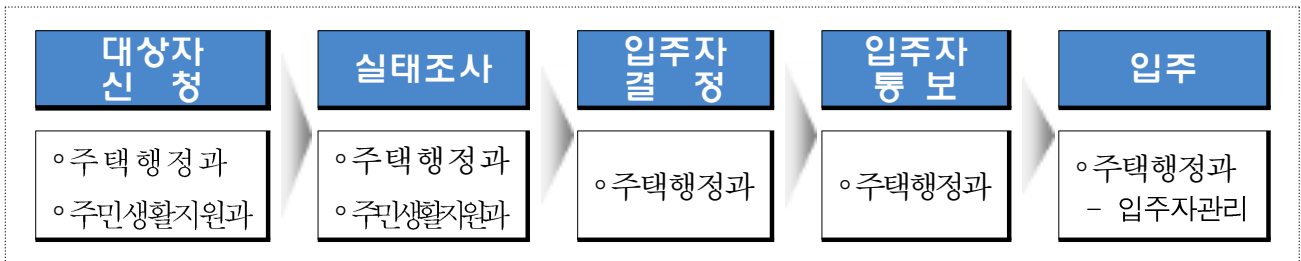 대상자
신 청
실태조사
입주자
결 정
입주자
통 보
입주
◦주택행정과
◦주민생활지원과
◦주택행정과
◦주민생활지원과
◦주택행정과
◦주택행정과
◦주택행정과
- 입주자관리